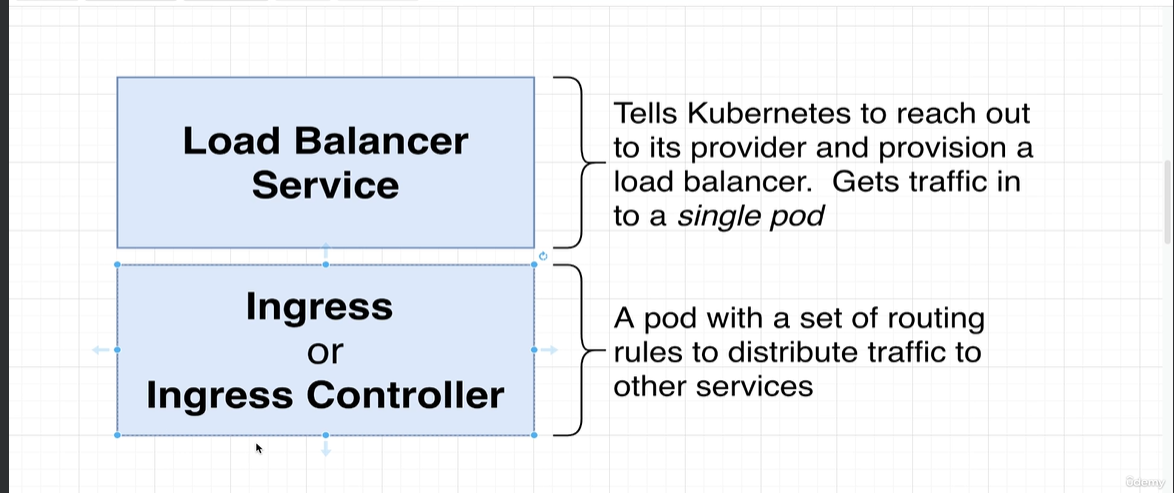 Load Balancer
Service
Tells Kubernetes to reach out
to its provider and provision a
load balancer.  Gets traffic in
to a single pod
Ingress
or
Ingress Controller
A pod with a set of routing
rules to distribute traffic to
other services
ûdemy